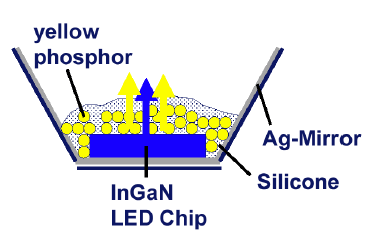 yellow
phosphor
Ag-Mirror
Silicone
InGaN
LED Chip